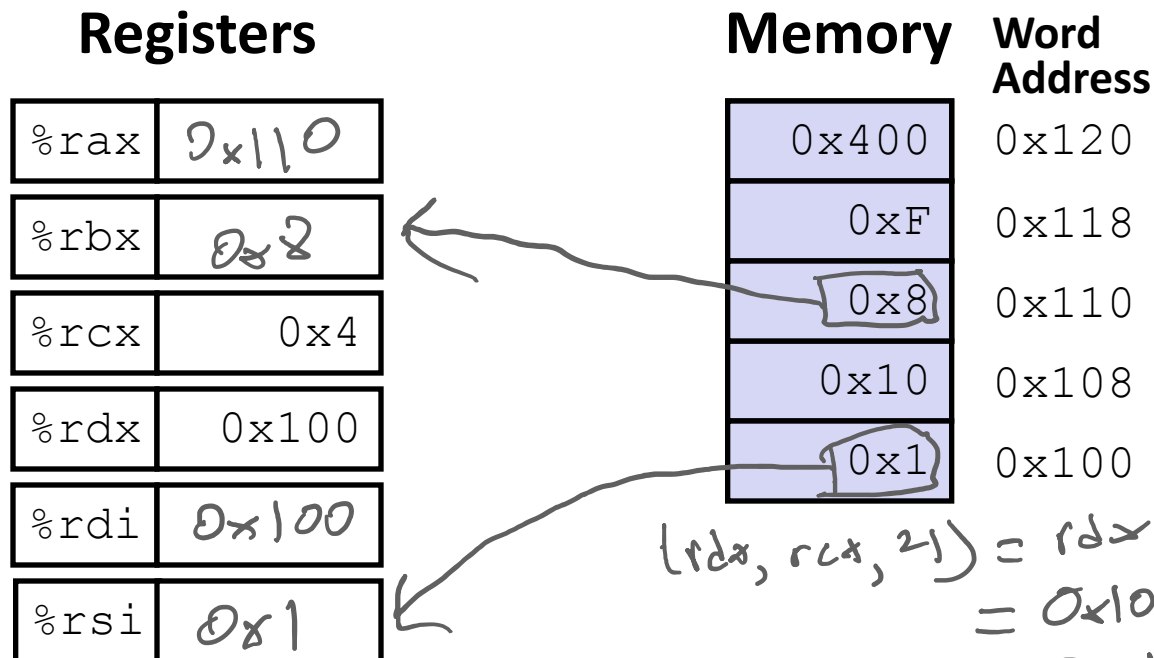 Registers
Memory
Word
Address
%rax 0x110
%rbx 0x8
%rcx 0x4
%rdx 0x100
%rdi 0x100
%rsi 0x1
0x400 0x120
0xF 0x118
0x8 0x110
0x10 0x108
0x1 0x100
(rdx, rcx, ) = rdx
= 0x10